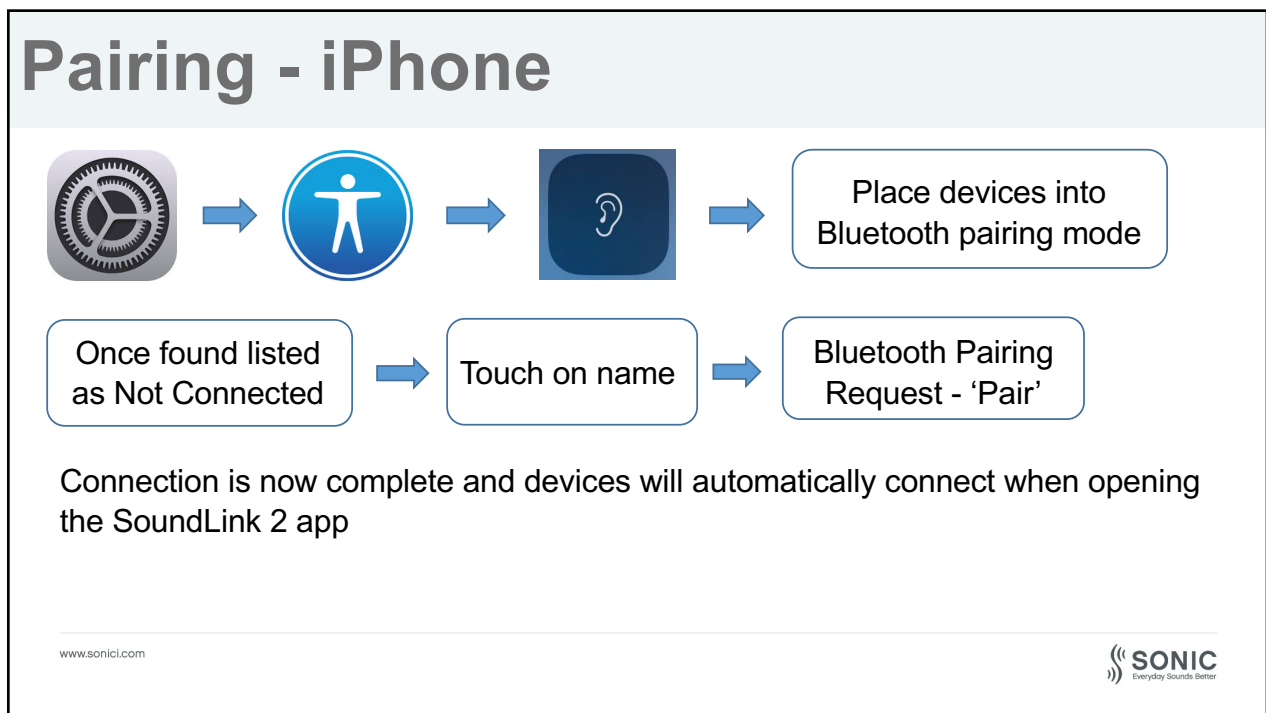 Pairing - iPhone
Place devices into
Bluetooth pairing mode
Once found listed
as Not Connected
Touch on name
Bluetooth Pairing
Request - ‘Pair’
Connection is now complete and devices will automatically connect when opening
the SoundLink 2 app
www.sonici.com
SONIC
Everyday Sounds Better